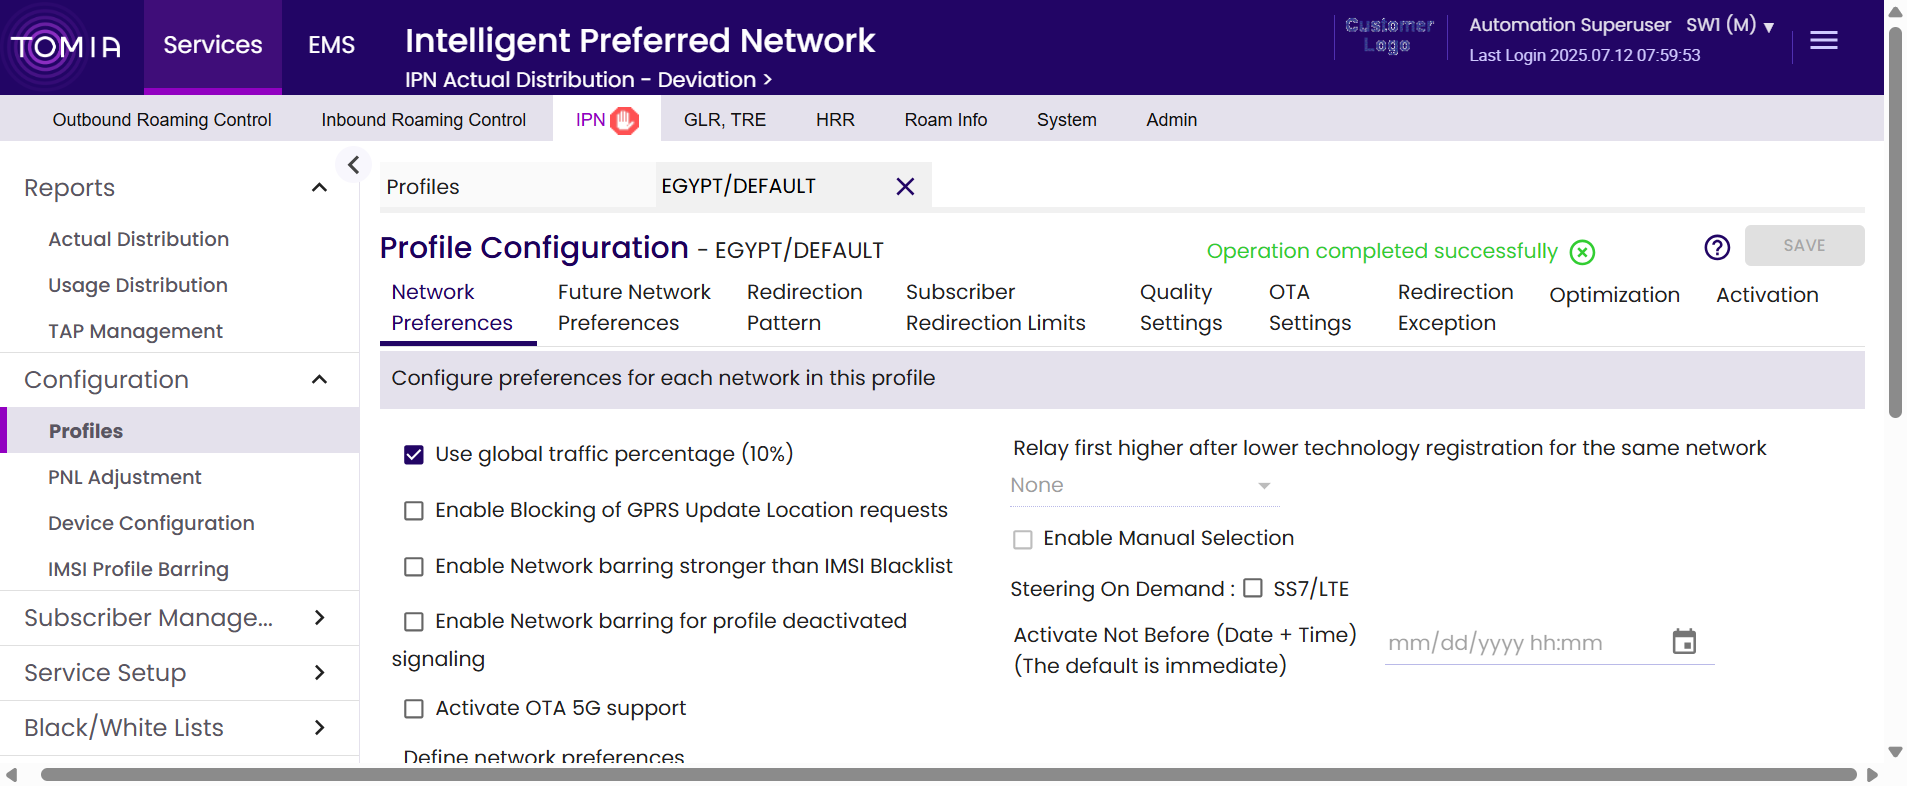 TOMIA
Services
EMS
Intelligent Preferred Network
IPN Actual Distribution - Deviation >
Customer
Logo
Automation Superuser SW1 (M)
Last Login 2025.07.12 07:59:53
Outbound Roaming Control
Inbound Roaming Control
IPN
GLR, TRE
HRR
Roam Info
System
Admin
Reports
Actual Distribution
Usage Distribution
TAP Management
Configuration
Profiles
PNL Adjustment
Device Configuration
IMSI Profile Barring
Subscriber Manage...
Service Setup
Black/White Lists
Profiles
EGYPT/DEFAULT
Profile Configuration - EGYPT/DEFAULT
Operation completed successfully
SAVE
Network
Preferences
Future Network
Preferences
Redirection
Pattern
Subscriber
Redirection Limits
Quality
Settings
OTA
Settings
Redirection
Exception
Optimization
Activation
Configure preferences for each network in this profile
Use global traffic percentage (10%)
Enable Blocking of GPRS Update Location requests
Enable Network barring stronger than IMSI Blacklist
Enable Network barring for profile deactivated
signaling
Activate OTA 5G support
Define network preferences
Relay first higher after lower technology registration for the same network
None
Enable Manual Selection
Steering On Demand : SS7/LTE
Activate Not Before (Date + Time)
(The default is immediate)
mm/dd/yyyy hh:mm